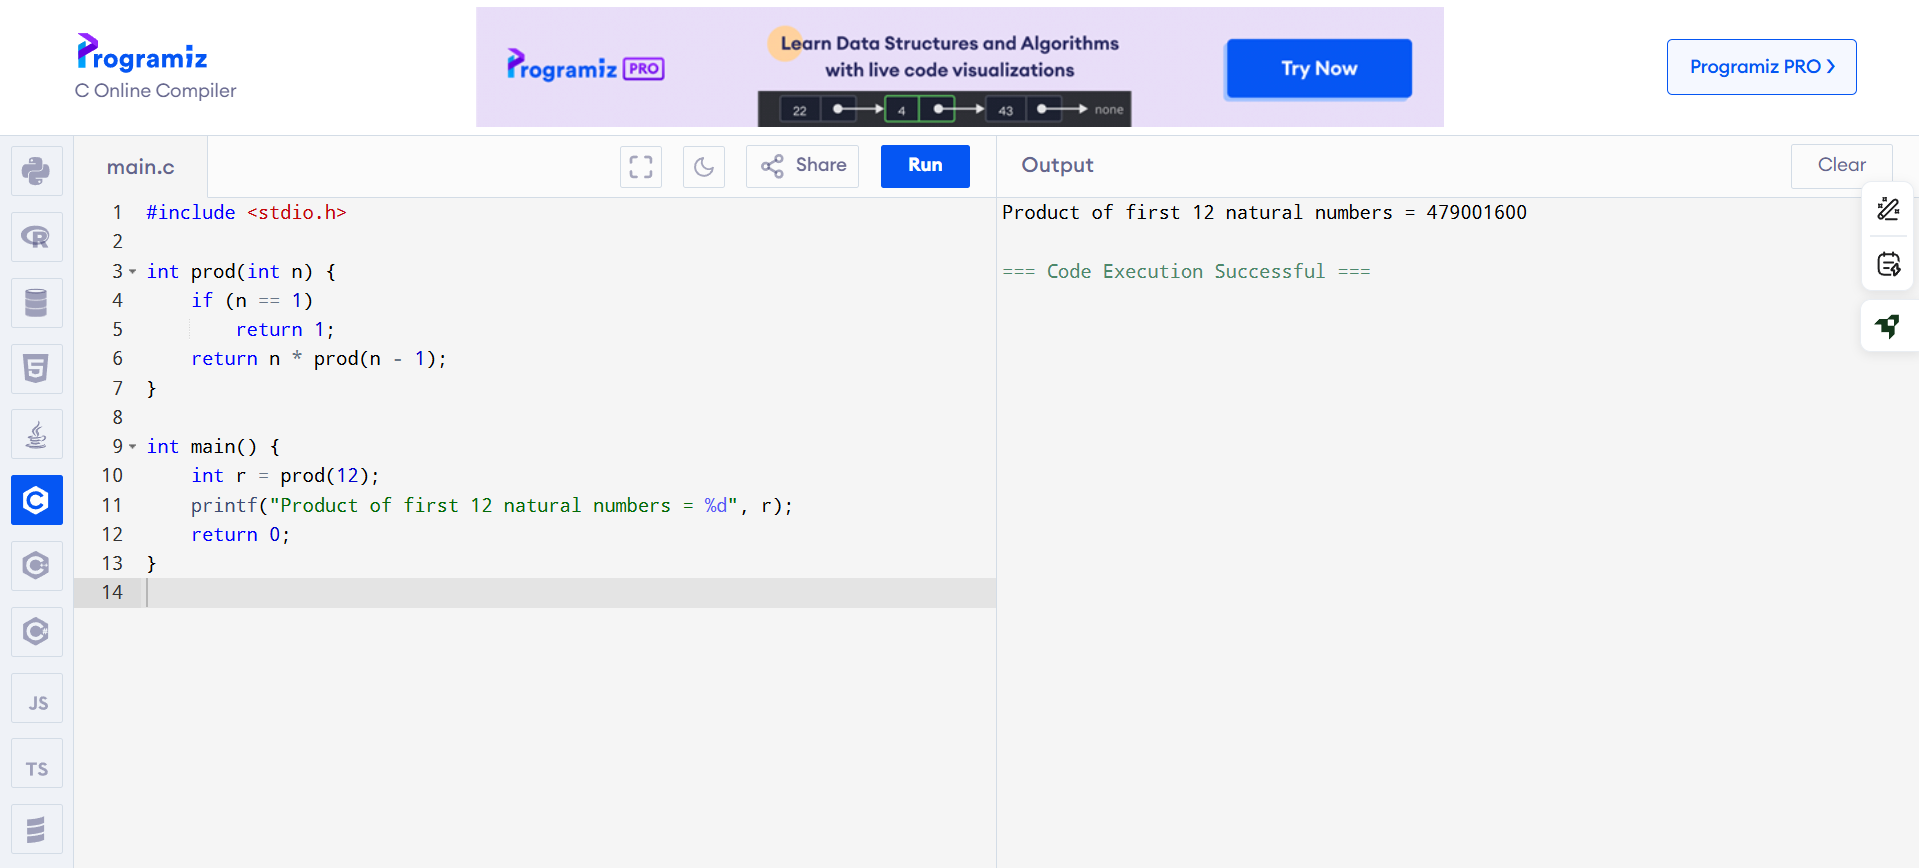 Programiz
C Online Compiler
Programiz PRO
Learn Data Structures and Algorithms
with live code visualizations
22 4 43 none
Try Now
Programiz PRO
main.c
Share
Run
Output
Clear
1 #include <stdio.h>
2
3 int prod(int n) {
4     if (n == 1)
5         return 1;
6     return n * prod(n - 1);
7 }
8
9 int main() {
10     int r = prod(12);
11     printf("Product of first 12 natural numbers = %d", r);
12     return 0;
13 }
14
Product of first 12 natural numbers = 479001600
=== Code Execution Successful ===
R
5
C
C
C#
JS
TS